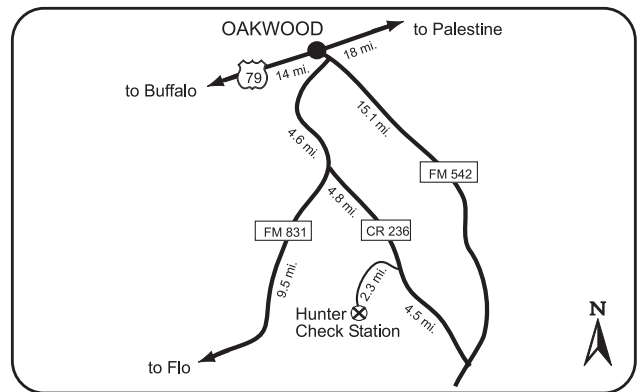 OAKWOOD
to Palestine
18 mi.
14 mi.
79
to Buffalo
15.1 mi.
4.6 mi.
FM 542
4.8 mi.
FM 831
CR 236
9.5 mi.
2.3 mi.
Hunter
Check Station
4.5 mi.
N
to Flo